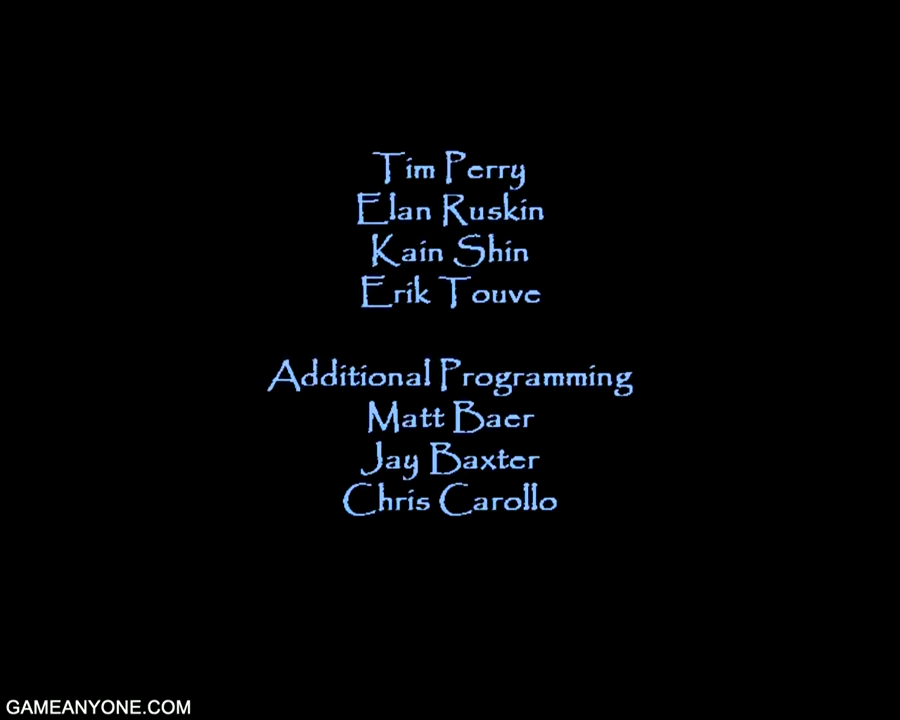 Tim Perry
Elan Ruskin
Kain Shin
Erik Touve
Additional Programming
Matt Baer
Jay Baxter
Chris Carollo
GAMEANYONE.COM